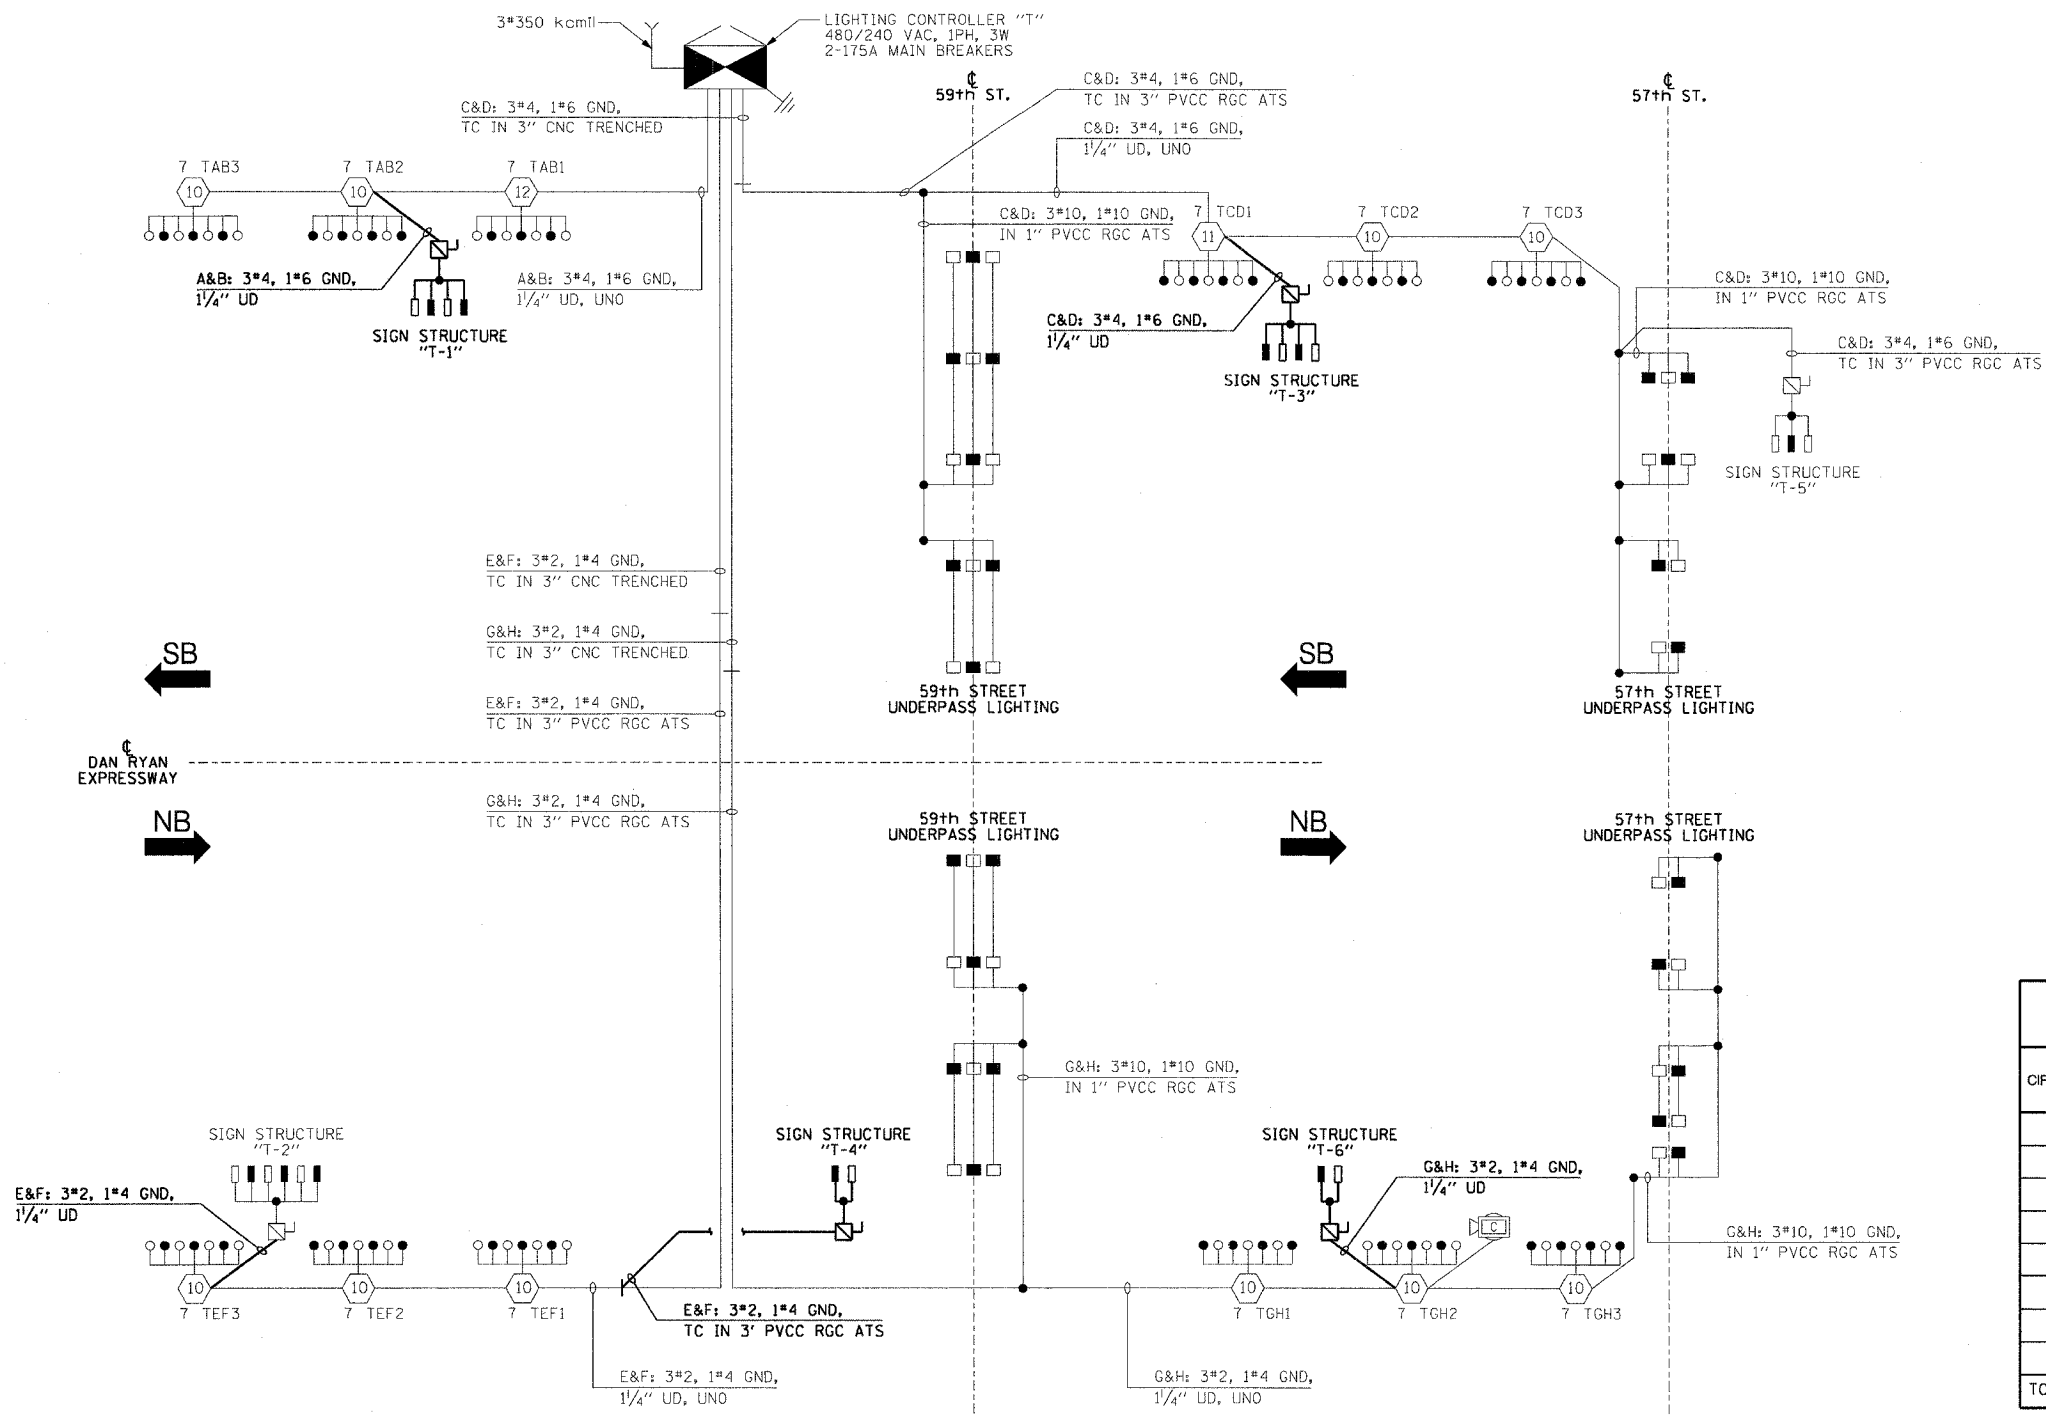 3#350 kcmil
LIGHTING CONTROLLER "T"
480/240 VAC, 1PH, 3W
2-175A MAIN BREAKERS
C&D: 3#4, 1#6 GND,
TC IN 3" CNC TRENCHED
℄
59th ST.
C&D: 3#4, 1#6 GND,
TC IN 3" PVCC RGC ATS
C&D: 3#4, 1#6 GND,
1¼" UD, UNO
℄
57th ST.
7 TAB3
10
7 TAB2
10
7 TAB1
12
C&D: 3#10, 1#10 GND,
IN 1" PVCC RGC ATS
7 TCD1
11
7 TCD2
10
7 TCD3
10
A&B: 3#4, 1#6 GND,
1¼" UD
A&B: 3#4, 1#6 GND,
1¼" UD, UNO
SIGN STRUCTURE
"T-1"
C&D: 3#4, 1#6 GND,
1¼" UD
SIGN STRUCTURE
"T-3"
C&D: 3#10, 1#10 GND,
IN 1" PVCC RGC ATS
C&D: 3#4, 1#6 GND,
TC IN 3" PVCC RGC ATS
SIGN STRUCTURE
"T-5"
E&F: 3#2, 1#4 GND,
TC IN 3" CNC TRENCHED
G&H: 3#2, 1#4 GND,
TC IN 3" CNC TRENCHED
SB
SB
59th STREET
UNDERPASS LIGHTING
57th STREET
UNDERPASS LIGHTING
E&F: 3#2, 1#4 GND,
TC IN 3" PVCC RGC ATS
℄
DAN RYAN
EXPRESSWAY
G&H: 3#2, 1#4 GND,
TC IN 3" PVCC RGC ATS
NB
NB
59th STREET
UNDERPASS LIGHTING
57th STREET
UNDERPASS LIGHTING
G&H: 3#10, 1#10 GND,
IN 1" PVCC RGC ATS
CIF
SIGN STRUCTURE
"T-2"
SIGN STRUCTURE
"T-4"
SIGN STRUCTURE
"T-6"
G&H: 3#2, 1#4 GND,
1¼" UD
E&F: 3#2, 1#4 GND,
1¼" UD
C
G&H: 3#10, 1#10 GND,
IN 1" PVCC RGC ATS
10
7 TEF3
10
7 TEF2
10
7 TEF1
10
7 TGH1
10
7 TGH2
10
7 TGH3
E&F: 3#2, 1#4 GND,
TC IN 3' PVCC RGC ATS
E&F: 3#2, 1#4 GND,
1¼" UD, UNO
G&H: 3#2, 1#4 GND,
1¼" UD, UNO
TO